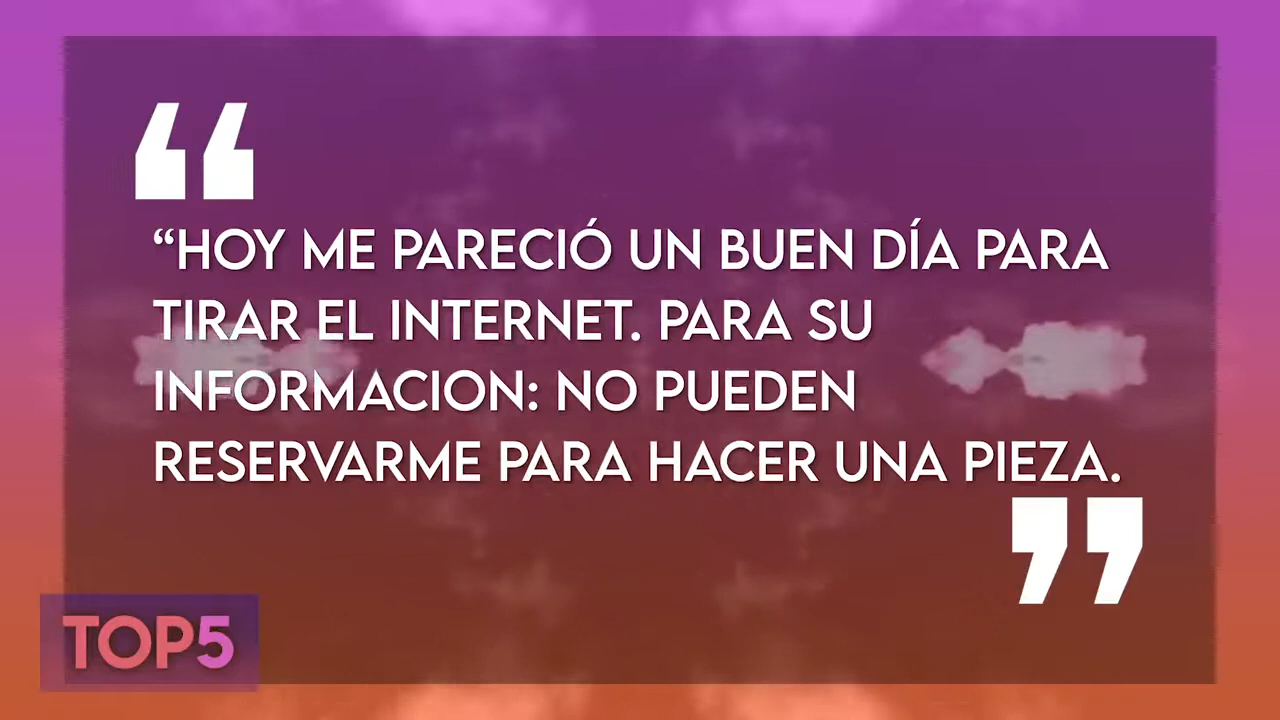 “HOY ME PARECIÓ UN BUEN DÍA PARA
TIRAR EL INTERNET. PARA SU
INFORMACION: NO PUEDEN
RESERVARME PARA HACER UNA PIEZA.
”
TOP5